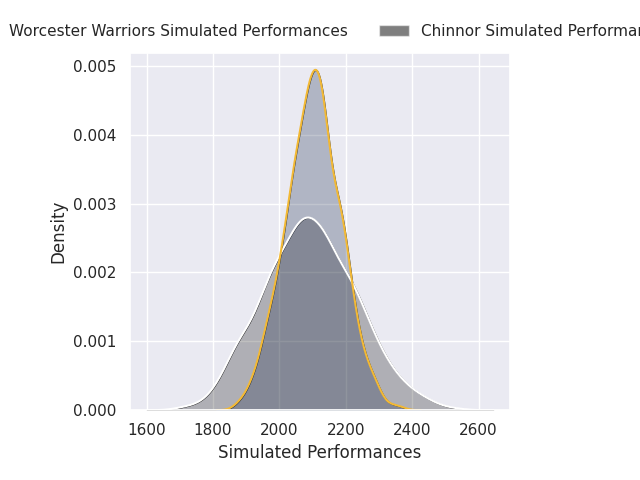 Worcester Warriors Simulated Performances
Chinnor Simulated
0.005
0.004
0.003
0.002
0.001
0.000
Density
1600 1800 2000 2200 2400 2600
Simulated Performances